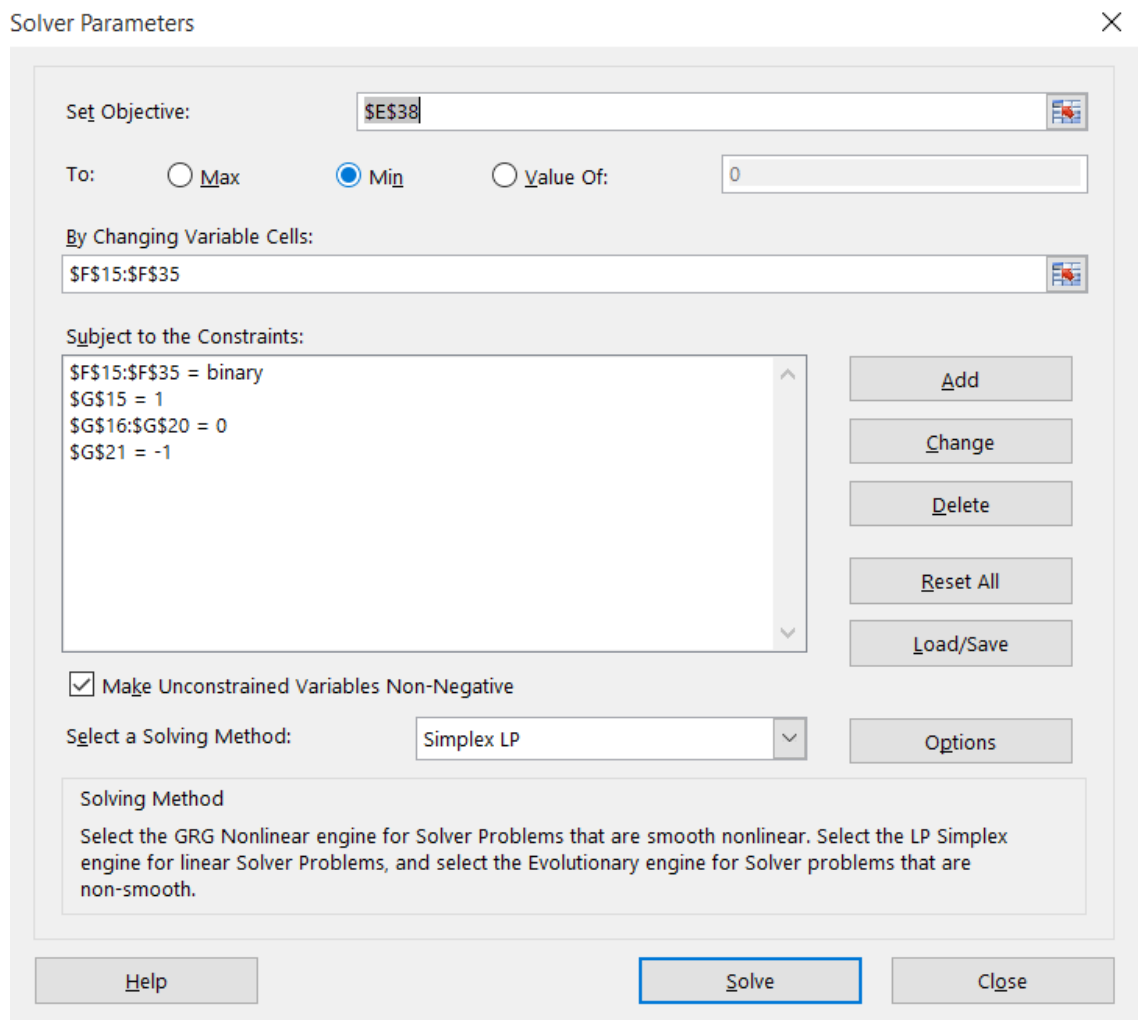 Solver Parameters
Set Objective: $E$38
To: Max Min Value Of: 0
By Changing Variable Cells:
$F$15:$F$35
Subject to the Constraints:
$F$15:$F$35 = binary
$G$15 = 1
$G$16:$G$20 = 0
$G$21 = -1
Add
Change
Delete
Reset All
Load/Save
Make Unconstrained Variables Non-Negative
Select a Solving Method: Simplex LP Options
Solving Method
Select the GRG Nonlinear engine for Solver Problems that are smooth nonlinear. Select the LP Simplex
engine for linear Solver Problems, and select the Evolutionary engine for Solver problems that are
non-smooth.
Help Solve Close